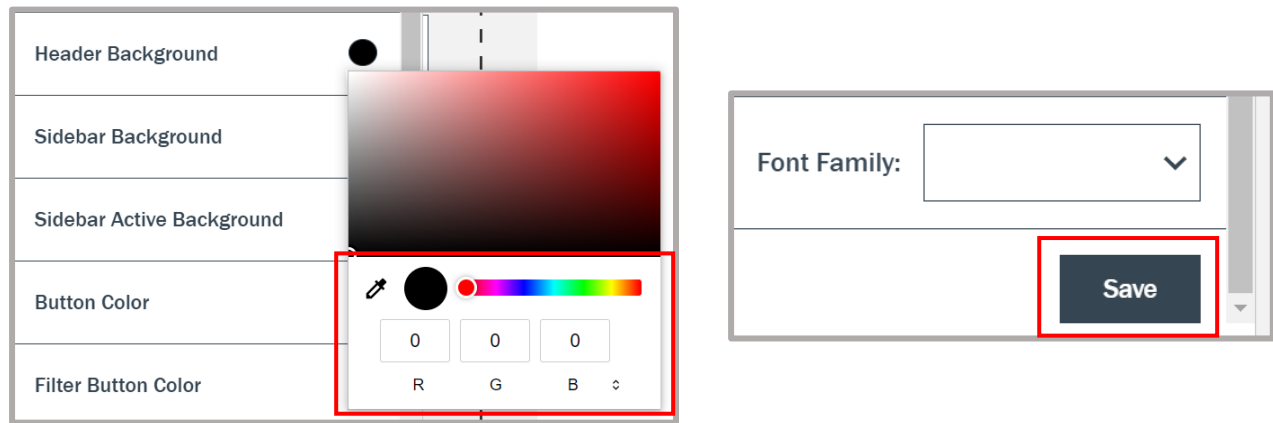 Header Background
Sidebar Background
Sidebar Active Background
Button Color
Filter Button Color
0 0 0
R G B
Font Family:
Save